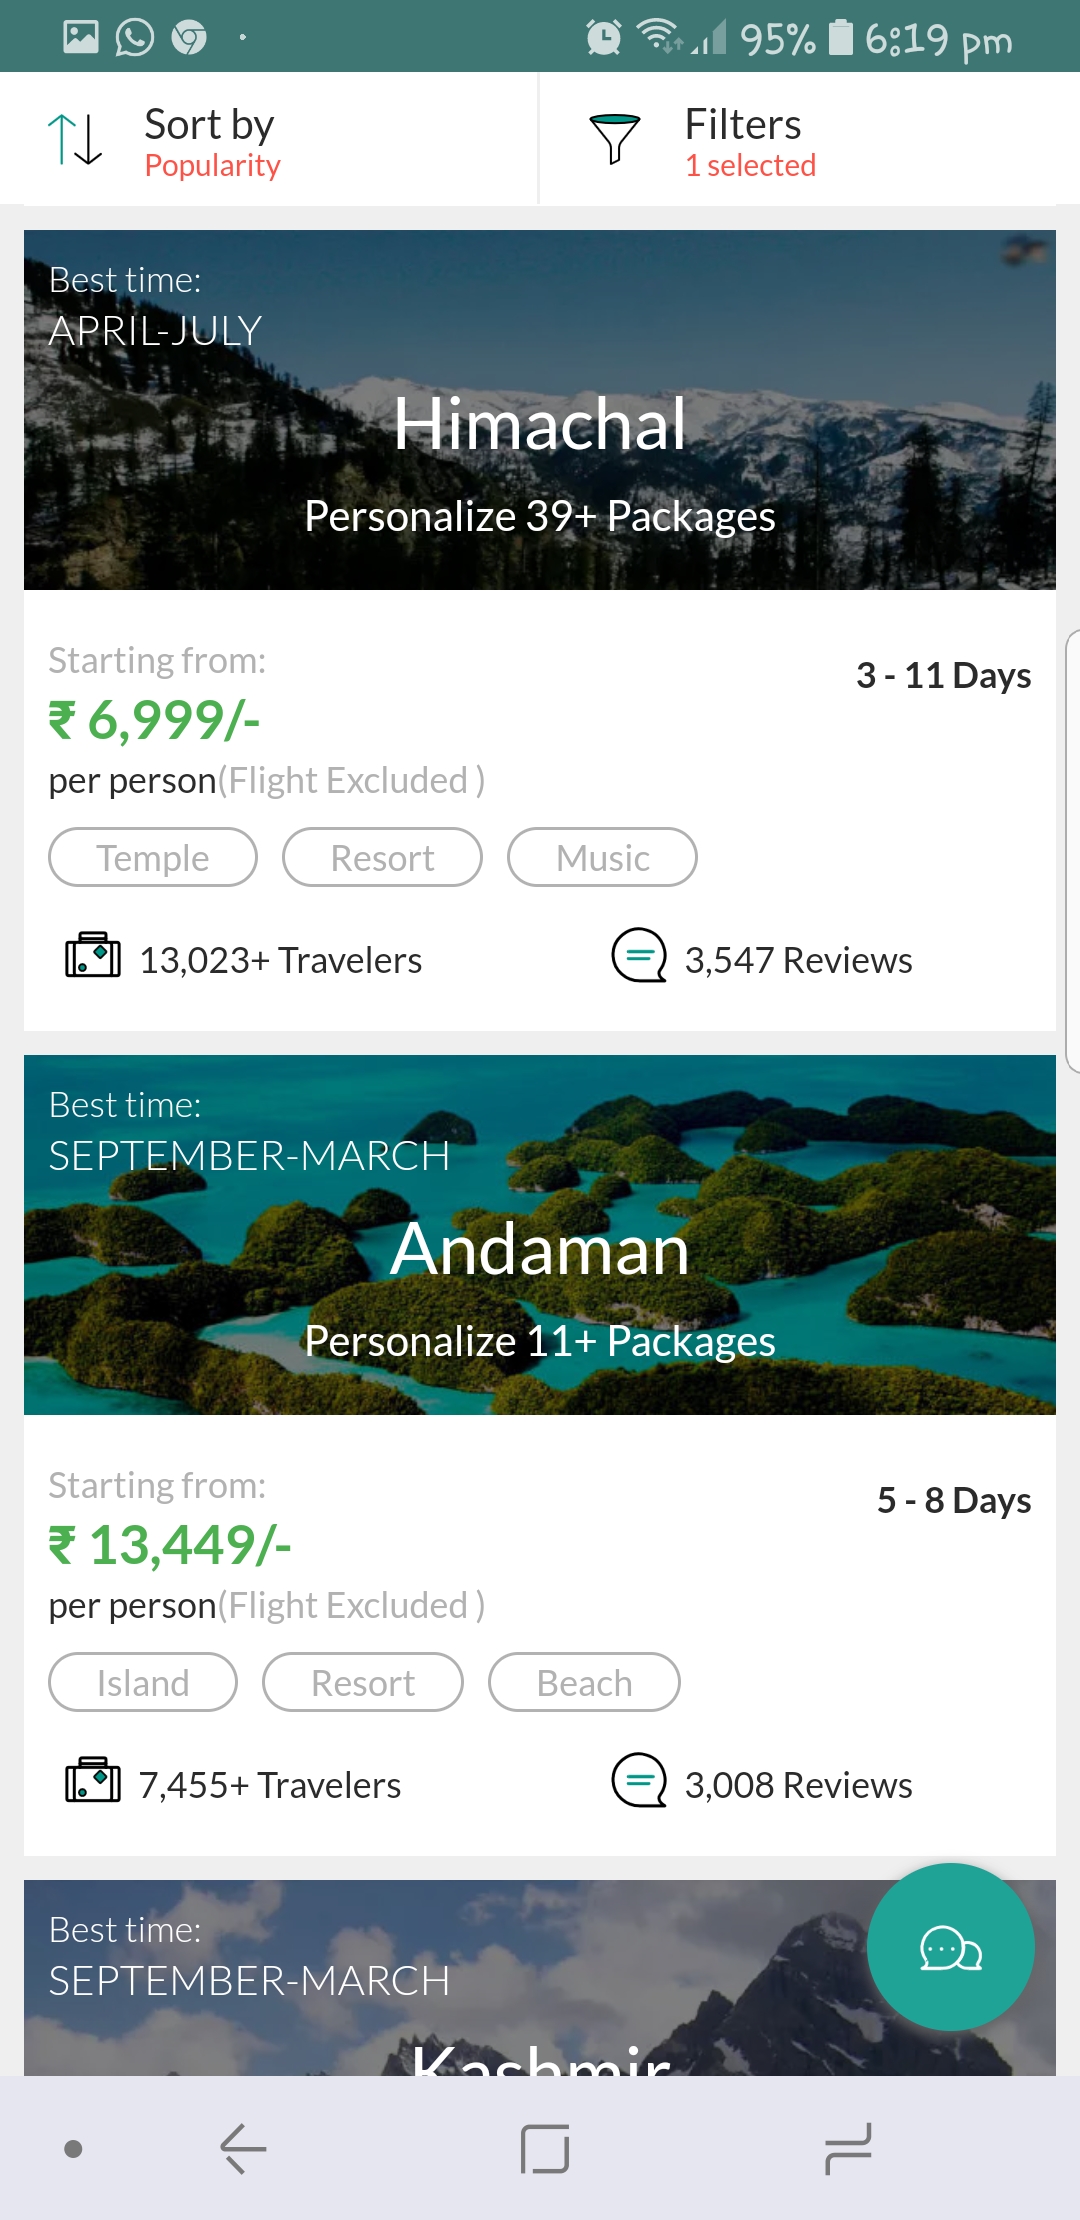 95% 6:19 pm
Sort by
Popularity
Filters
1 selected
Best time:
APRIL-JULY
Himachal
Personalize 39+ Packages
Starting from:
₹ 6,999/-
3 - 11 Days
per person(Flight Excluded )
Temple Resort Music
13,023+ Travelers 3,547 Reviews
Best time:
SEPTEMBER-MARCH
Andaman
Personalize 11+ Packages
Starting from:
₹ 13,449/-
5 - 8 Days
per person(Flight Excluded )
Island Resort Beach
7,455+ Travelers 3,008 Reviews
Best time:
SEPTEMBER-MARCH
Kashmir